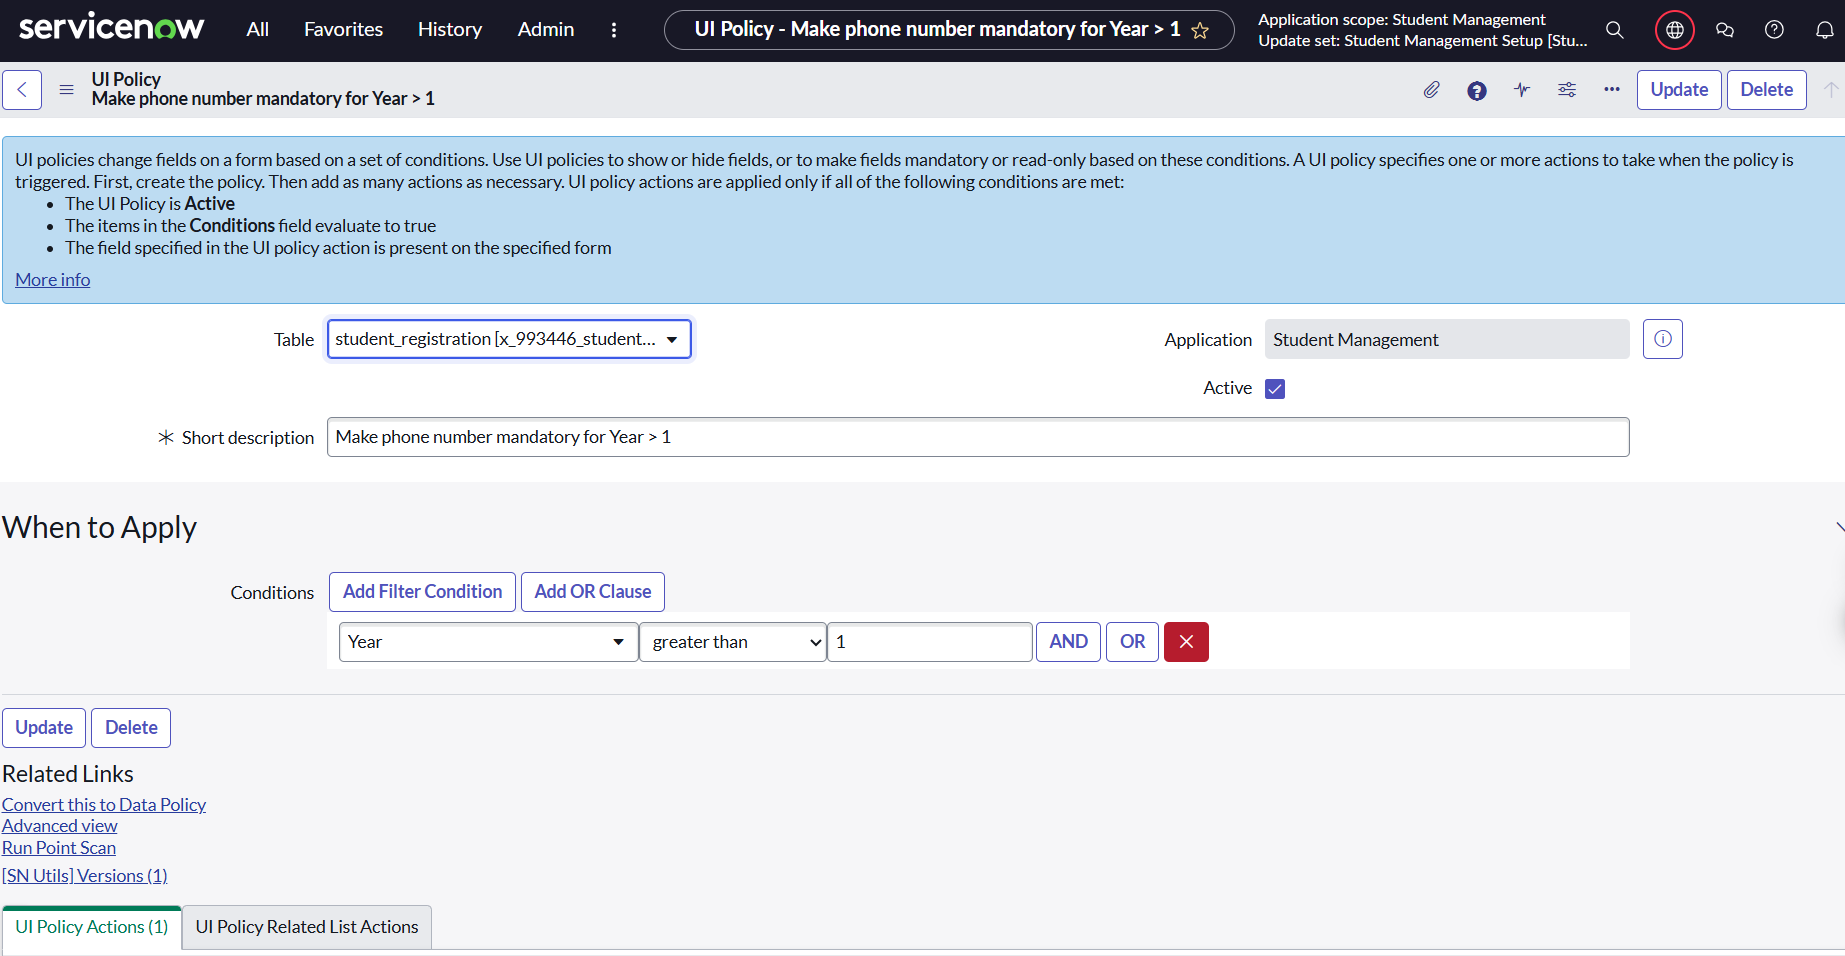 servicenow All Favorites History Admin UI Policy - Make phone number mandatory for Year > 1 Application scope: Student Management
Update set: Student Management Setup [Stu...
UI Policy
Make phone number mandatory for Year > 1
Update Delete
UI policies change fields on a form based on a set of conditions. Use UI policies to show or hide fields, or to make fields mandatory or read-only based on these conditions. A UI policy specifies one or more actions to take when the policy is
triggered. First, create the policy. Then add as many actions as necessary. UI policy actions are applied only if all of the following conditions are met:
• The UI Policy is Active
• The items in the Conditions field evaluate to true
• The field specified in the UI policy action is present on the specified form
More info
Table student_registration [x_993446_student... Application Student Management
Active
Short description Make phone number mandatory for Year > 1
When to Apply
Conditions Add Filter Condition Add OR Clause
Year greater than 1 AND OR
Update Delete
Related Links
Convert this to Data Policy
Advanced view
Run Point Scan
[SN Utils] Versions (1)
UI Policy Actions (1) UI Policy Related List Actions